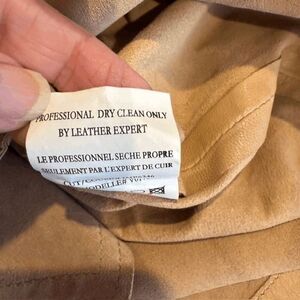 PROFESSIONAL DRY CLEAN ONLY
BY LEATHER EXPERT
LE PROFESSIONNEL SECHE PROPRE
SEULEMENT PAR L'EXPERT DE CUIR